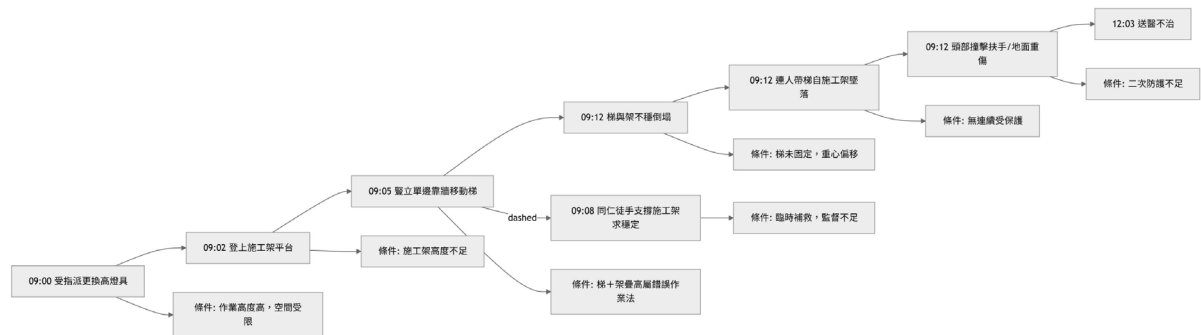 12:03 送醫不治
09:12 頭部撞擊扶手/地面重
傷
條件: 二次防護不足
09:12 連人帶梯自施工架墜
落
條件: 無連續受保護
09:12 梯與架不穩倒塌
條件: 梯未固定，重心偏移
09:05 豎立單邊靠牆移動梯
dashed
09:08 同仁徒手支撐施工架
求穩定
條件: 臨時補救，監督不足
09:02 登上施工架平台
條件: 施工架高度不足
09:00 受指派更換高燈具
條件: 梯＋架疊高屬錯誤作
業法
條件: 作業高度高，空間受
限